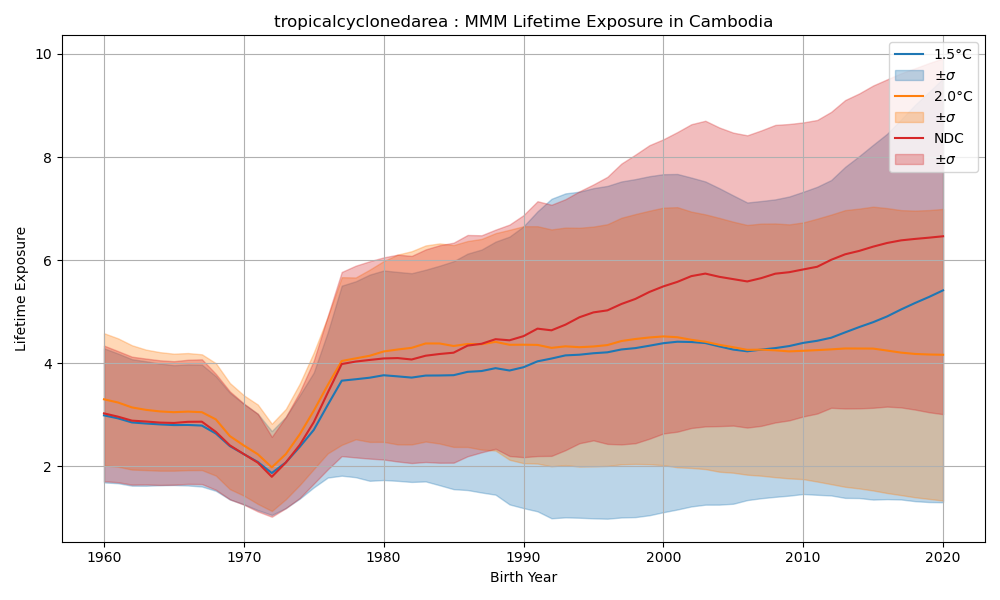 tropicalcyclonedarea : MMM Lifetime Exposure in Cambodia
10
8
6
4
2
Lifetime Exposure
1960
1970
1980
1990
2000
2010
2020
Birth Year
1.5°C
±σ
2.0°C
±σ
NDC
±σ